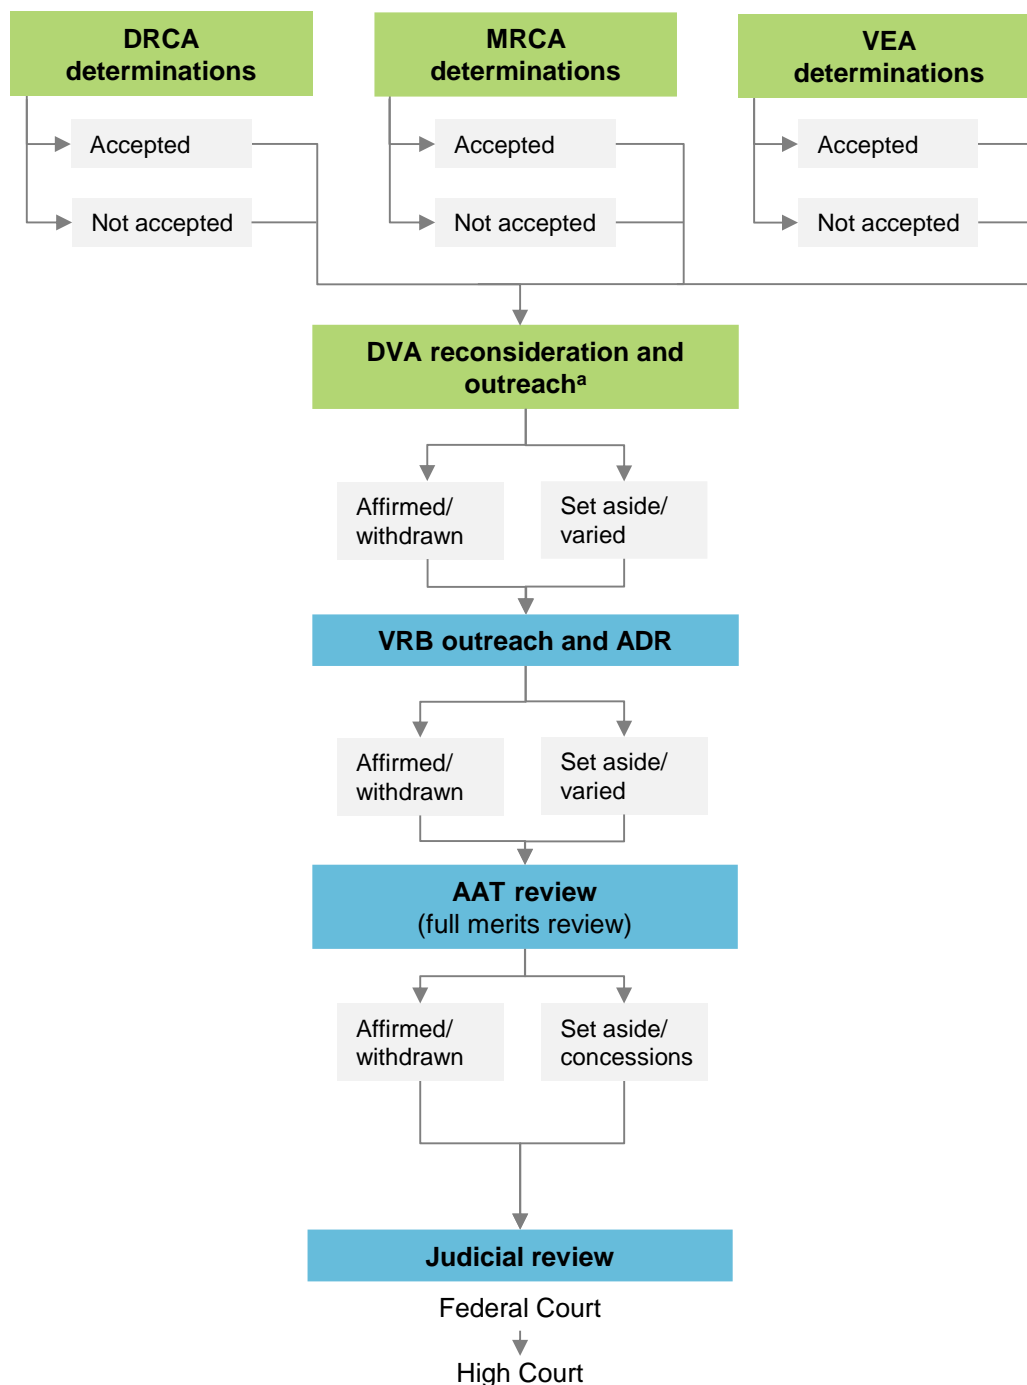 DRCA
determinations
MRCA
determinations
VEA
determinations
Accepted
Accepted
Accepted
Not accepted
Not accepted
Not accepted
DVA reconsideration and
outreachᵃ
Affirmed/
withdrawn
Set aside/
varied
VRB outreach and ADR
Affirmed/
withdrawn
Set aside/
varied
AAT review
(full merits review)
Affirmed/
withdrawn
Set aside/
concessions
Judicial review
Federal Court
High Court